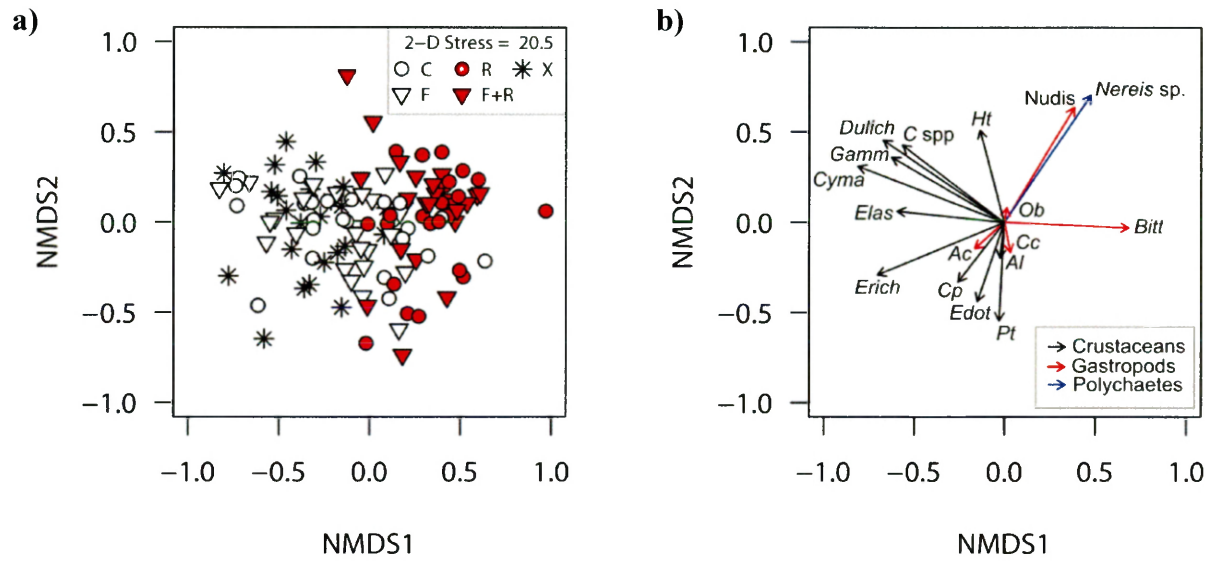 a)
2−D Stress = 20.5
C R X
F F+R
1.0
0.5
0.0
−0.5
−1.0
NMDS2
−1.0 −0.5 0.0 0.5 1.0
NMDS1
b)
Nereis sp.
Nudis
Ht
Dulich C spp
Gamm
Cyma
Elas
Ob
Bitt
Cc
Ac Al
Erich
Cp
Edot
Pt
Crustaceans
Gastropods
Polychaetes
1.0
0.5
0.0
−0.5
−1.0
NMDS2
−1.0 −0.5 0.0 0.5 1.0
NMDS1